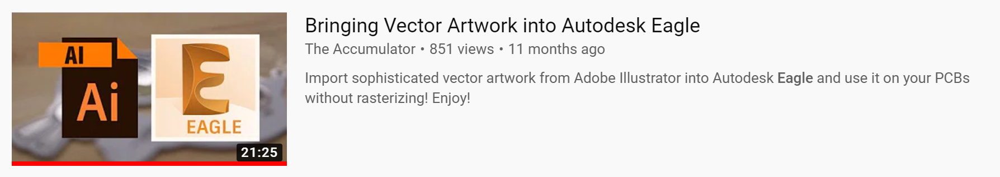 AI
Ai
EAGLE
21:25
Bringing Vector Artwork into Autodesk Eagle
The Accumulator • 851 views • 11 months ago
Import sophisticated vector artwork from Adobe Illustrator into Autodesk Eagle and use it on your PCBs
without rasterizing! Enjoy!